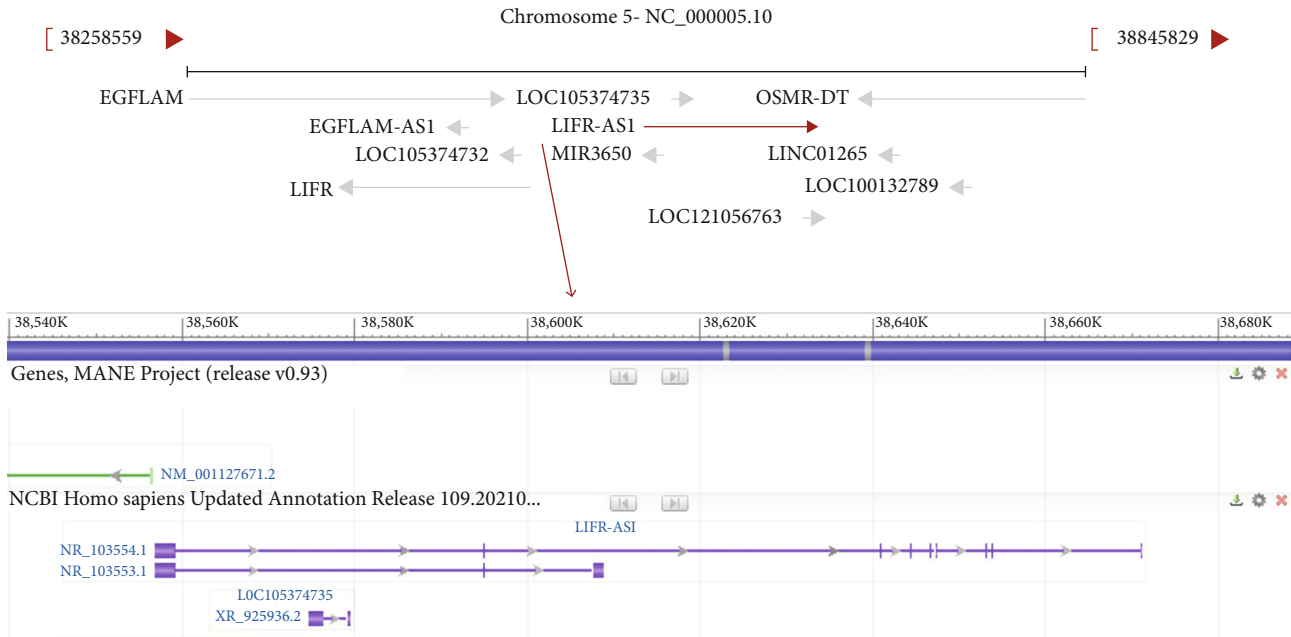 Chromosome 5- NC_000005.10
[ 38258559
[ 38845829
EGFLAM
LOC105374735
OSMR-DT
EGFLAM-AS1
LIFR-AS1
LOC105374732
MIR3650
LINC01265
LIFR
LOC100132789
LOC121056763
38,540K
38,560K
38,580K
38,600K
38,620K
38,640K
38,660K
38,680K
Genes, MANE Project (release v0.93)
NM_001127671.2
NCBI Homo sapiens Updated Annotation Release 109.20210...
LIFR-ASI
NR_103554.1
NR_103553.1
L0C105374735
XR_925936.2